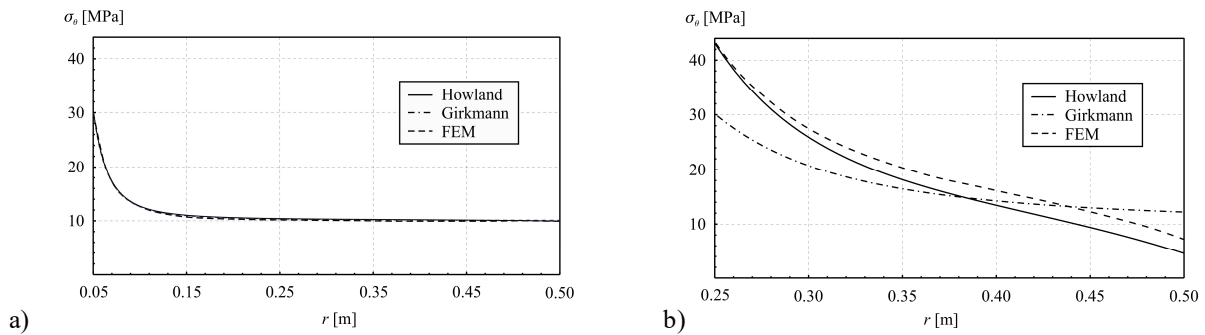 σθ [MPa]
40
30
20
10
0.05 0.15 0.25 0.35 0.45 0.50
r [m]
Howland
Girkmann
FEM
a)
σθ [MPa]
40
30
20
10
0.25 0.30 0.35 0.40 0.45 0.50
r [m]
Howland
Girkmann
FEM
b)